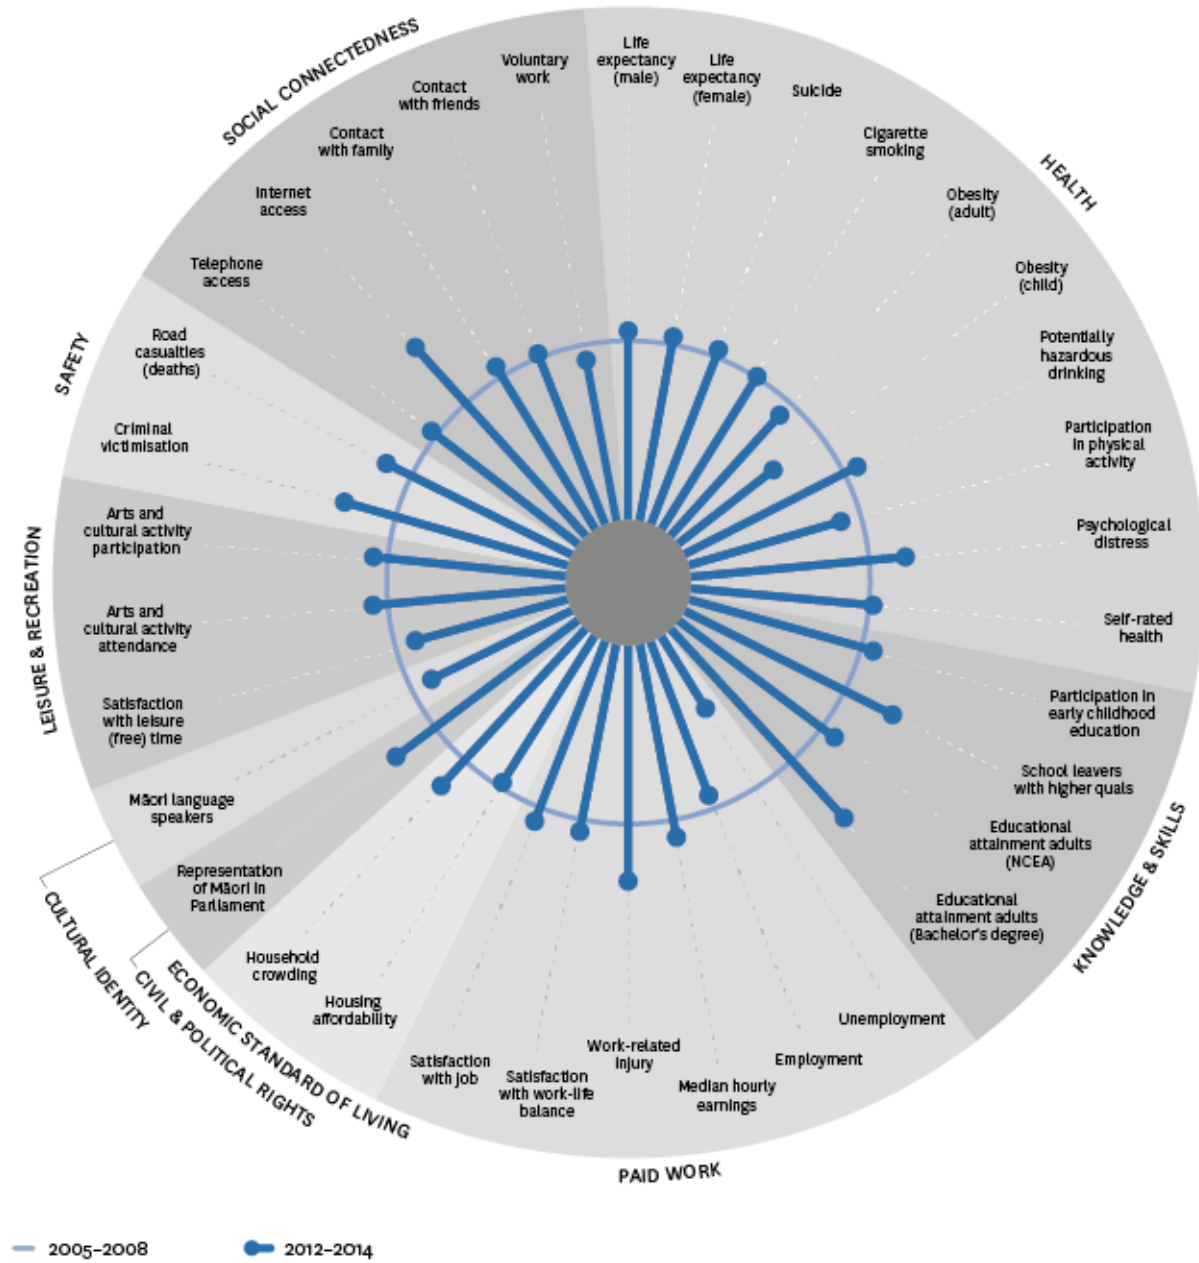 SOCIAL CONNECTEDNESS
Voluntary
work
Contact
with friends
Contact
with family
Internet
access
Telephone
access
HEALTH
Life
expectancy
(male)
Life
expectancy
(female)
Suicide
Cigarette
smoking
Obesity
(adult)
Obesity
(child)
Potentially
hazardous
drinking
Participation
in physical
activity
Psychological
distress
Self-rated
health
KNOWLEDGE & SKILLS
Participation in
early childhood
education
School leavers
with higher quals
Educational
attainment adults
(NCEA)
Educational
attainment adults
(Bachelor's degree)
PAID WORK
Unemployment
Employment
Median hourly
earnings
Work-related
injury
Satisfaction
with work-life
balance
Satisfaction
with job
ECONOMIC STANDARD OF LIVING
Housing
affordability
Household
crowding
CIVIL & POLITICAL RIGHTS
Representation
of Māori in
Parliament
CULTURAL IDENTITY
Māori language
speakers
LEISURE & RECREATION
Satisfaction
with leisure
(free) time
Arts and
cultural activity
attendance
Arts and
cultural activity
participation
SAFETY
Criminal
victimisation
Road
casualties
(deaths)
2005–2008
2012–2014